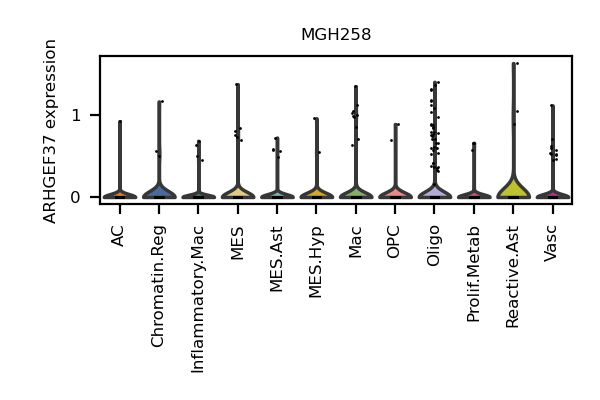 MGH258
ARHGEF37 expression
1
0
AC
Chromatin.Reg
Inflammatory.Mac
MES
MES.Ast
MES.Hyp
Mac
OPC
Oligo
Prolif.Metab
Reactive.Ast
Vasc